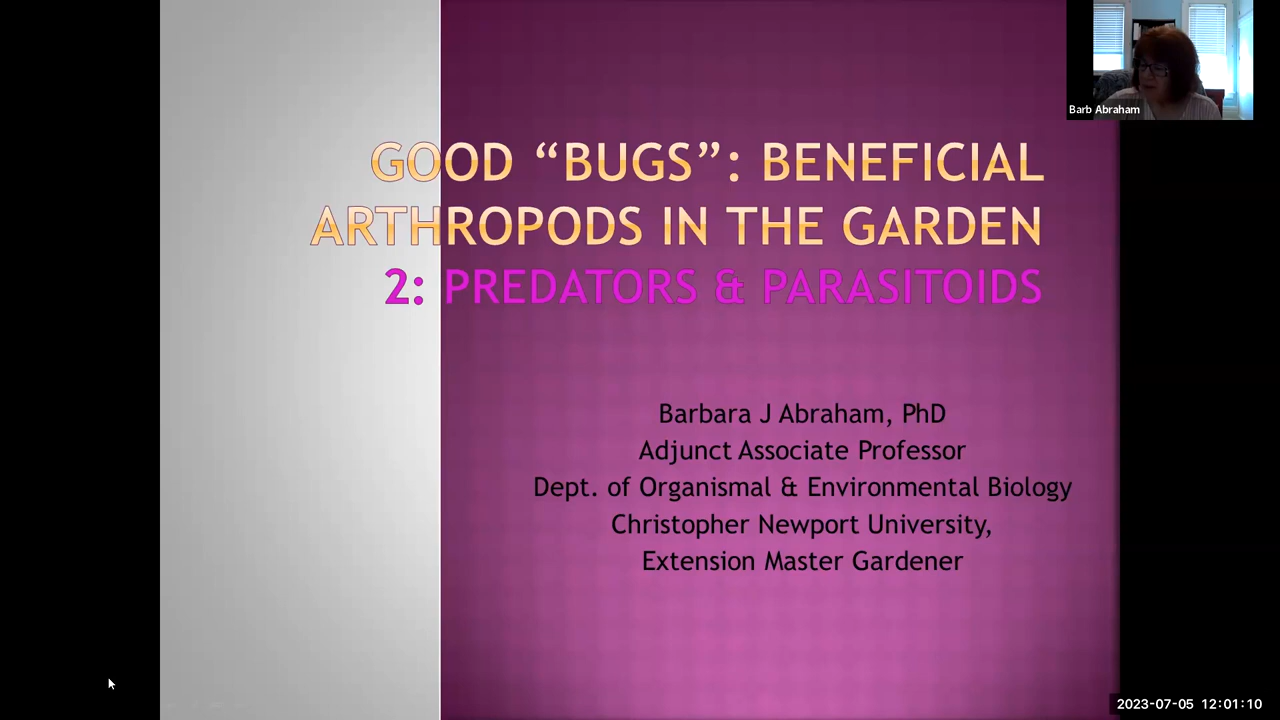 Barb Abraham
GOOD “BUGS”: BENEFICIAL
ARTHROPODS IN THE GARDEN
2: PREDATORS & PARASITOIDS
Barbara J Abraham, PhD
Adjunct Associate Professor
Dept. of Organismal & Environmental Biology
Christopher Newport University,
Extension Master Gardener
2023-07-05 12:01:10